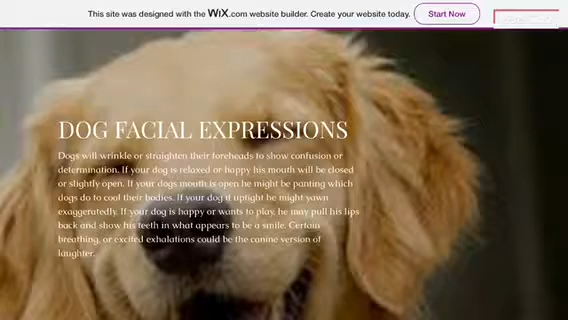 This site was designed with the WiX.com website builder. Create your website today. Start Now
DOG FACIAL EXPRESSIONS
Dogs will wrinkle or straighten their foreheads to show confusion or
determination. If your dog is relaxed or happy his mouth will be closed
or slightly open. If your dogs mouth is open he might be panting which
dogs do to cool their bodies. If your dog it uptight he might yawn
exaggeratedly. If your dog is happy or wants to play, he may pull his lips
back and show his teeth in what appears to be a smile. Certain
breathing, or excited exhalations could be the canine version of
laughter.